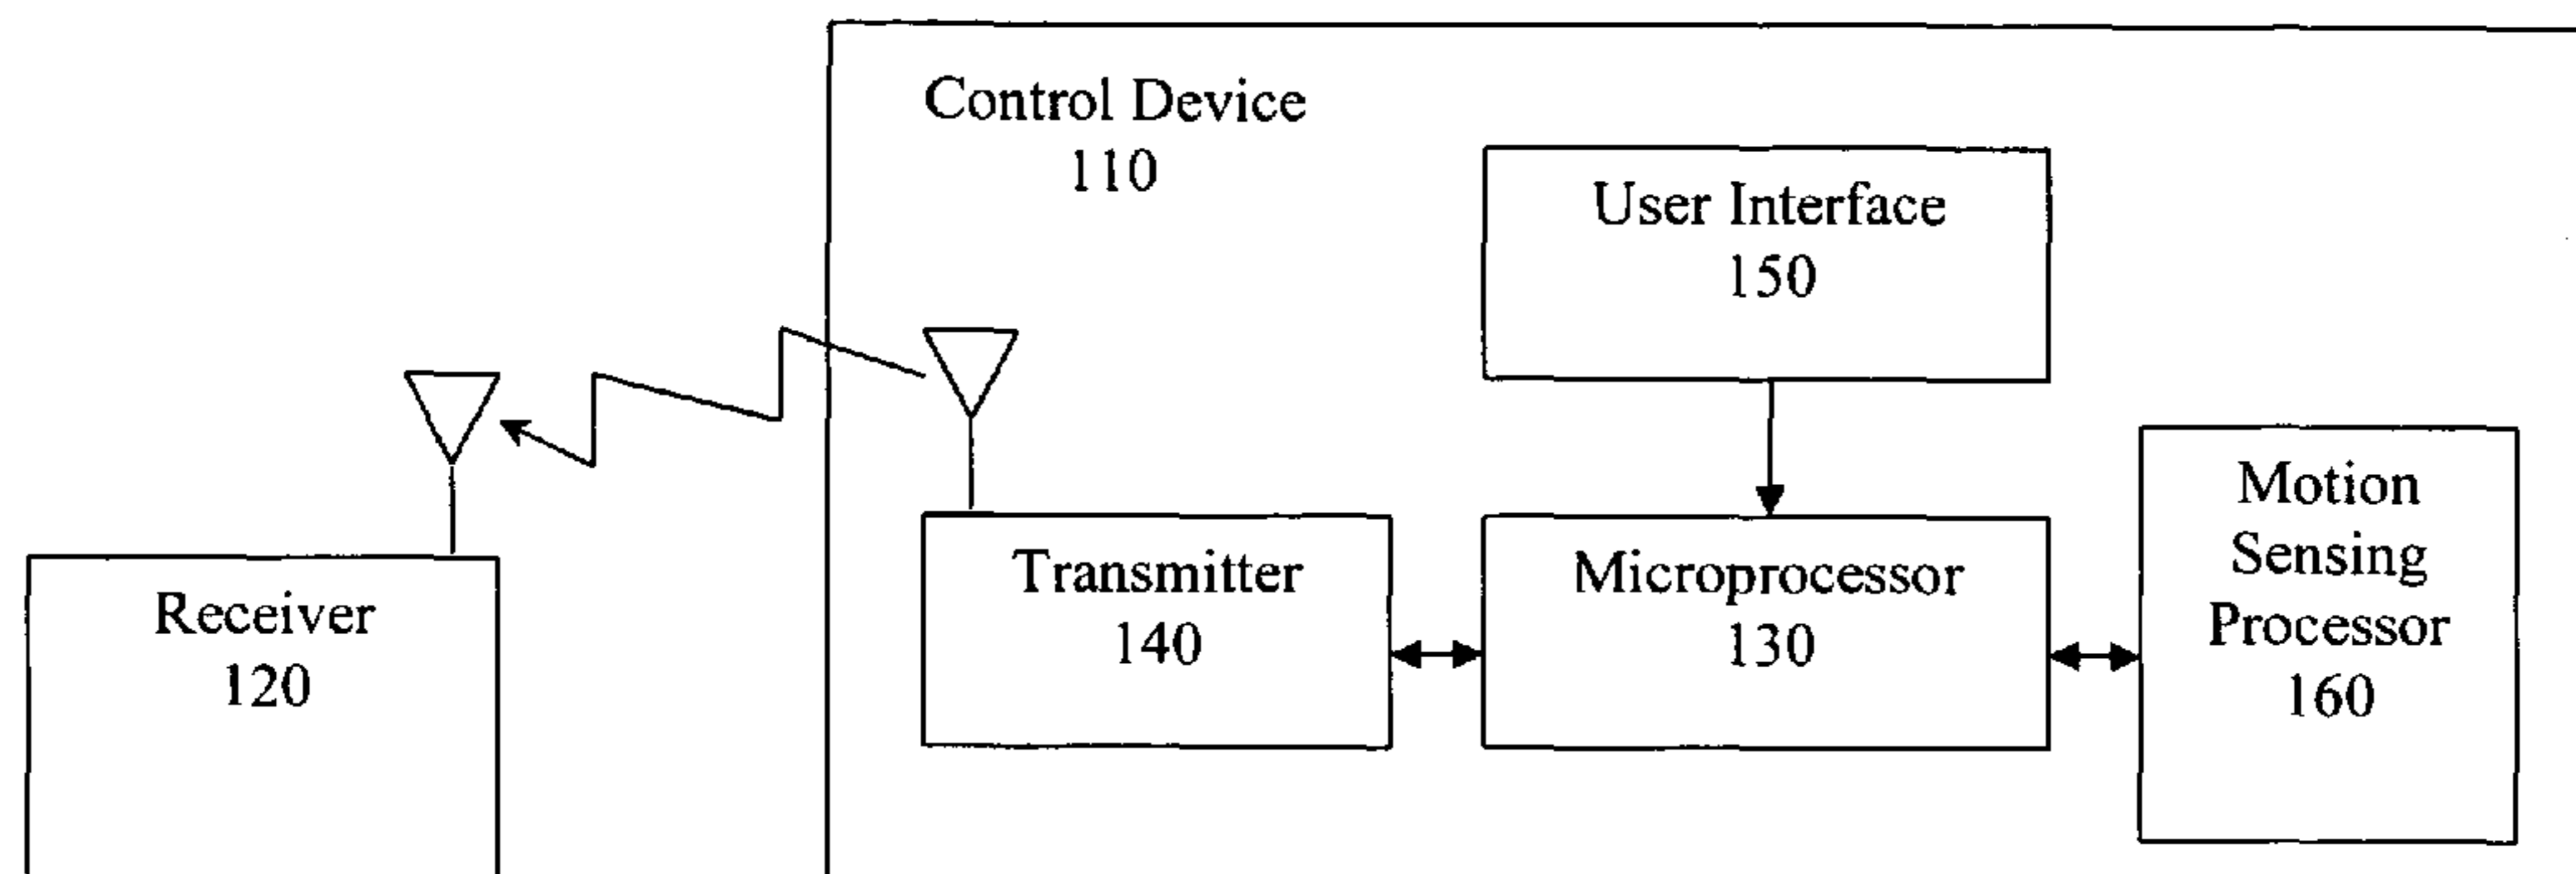 Control Device
110
User Interface
150
Receiver
120
Transmitter
140
Microprocessor
130
Motion
Sensing
Processor
160